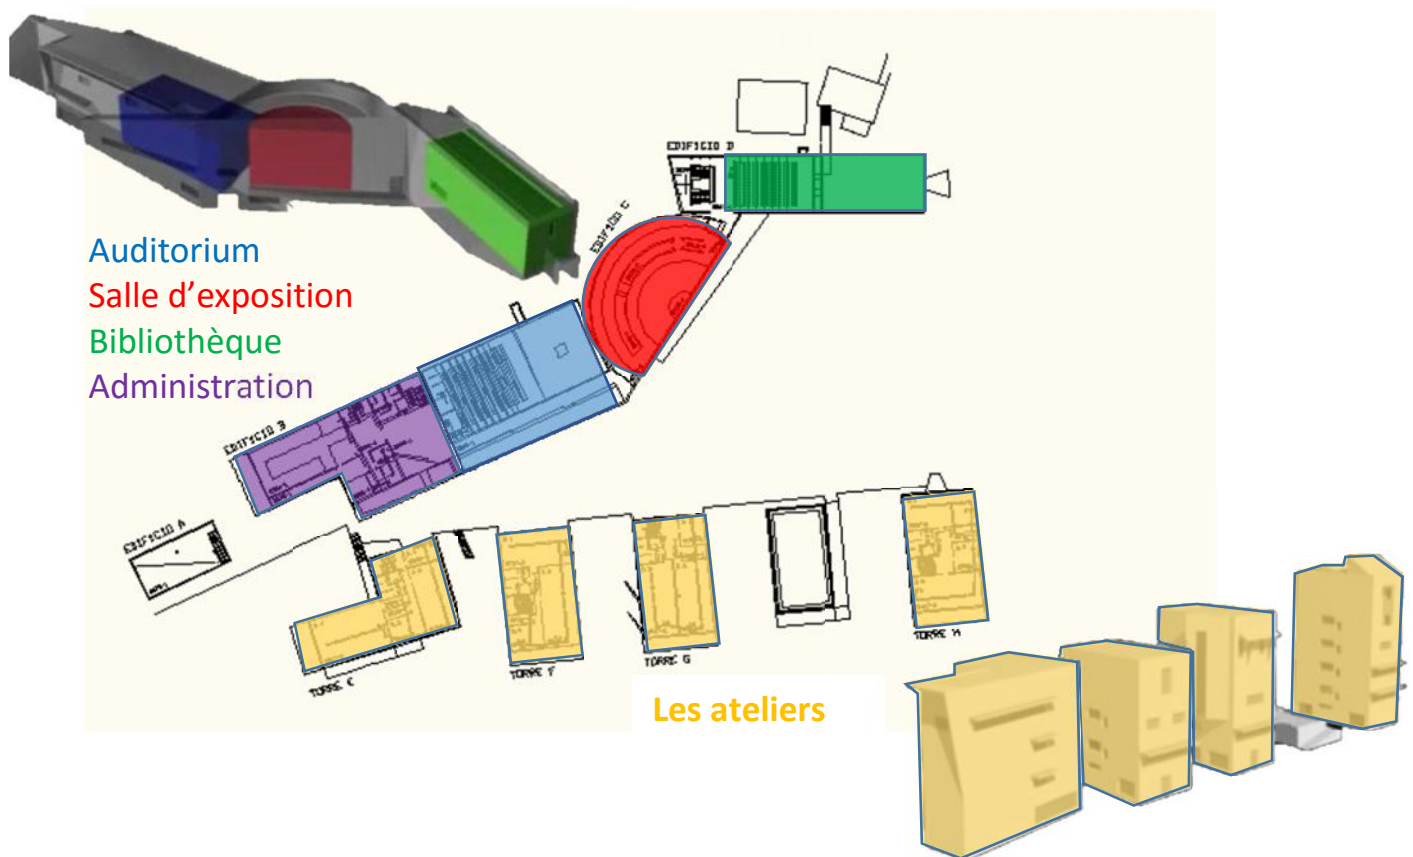 EDIFICIO D
EDIFICIO C
Auditorium
Salle d’exposition
Bibliothèque
Administration
EDIFICIO B
EDIFICIO A
TORRE E
TORRE F
TORRE G
TORRE H
Les ateliers